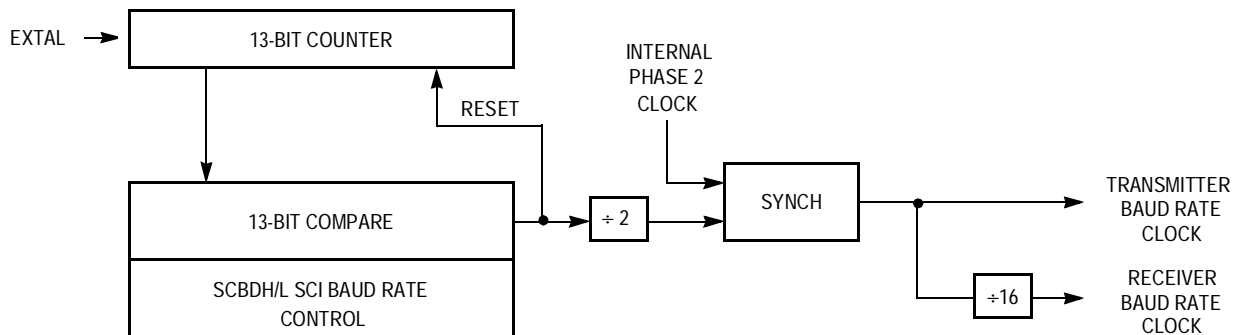 EXTAL
13-BIT COUNTER
INTERNAL
PHASE 2
CLOCK
RESET
13-BIT COMPARE
÷ 2
SYNCH
TRANSMITTER
BAUD RATE
CLOCK
SCBDH/L SCI BAUD RATE
CONTROL
÷16
RECEIVER
BAUD RATE
CLOCK